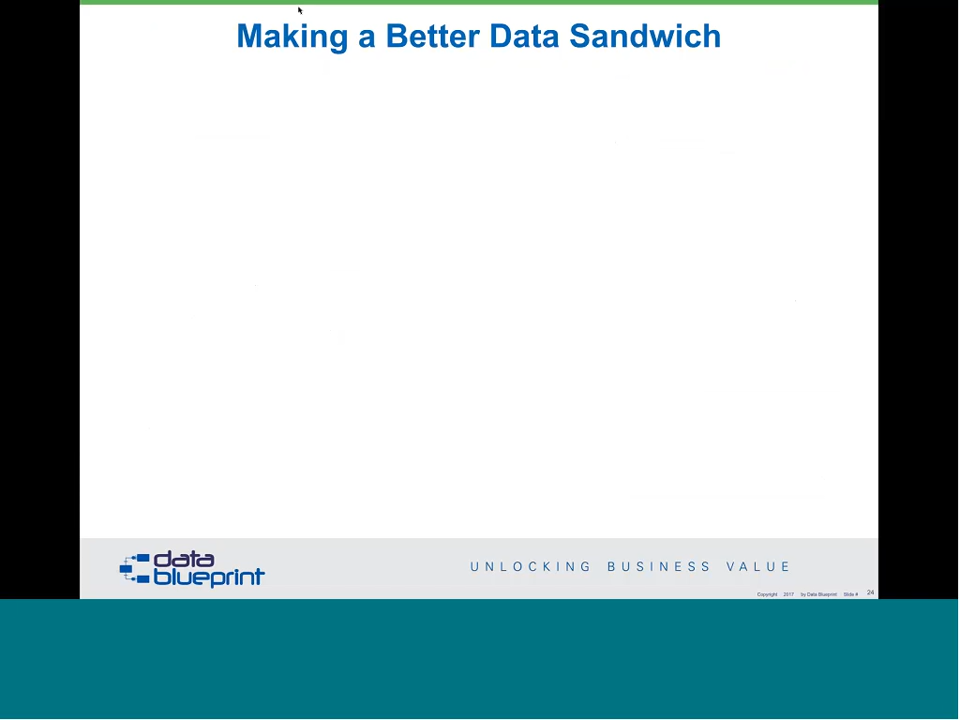 Making a Better Data Sandwich
data
blueprint
UNLOCKING BUSINESS VALUE
Copyright 2017 by Data Blueprint Slide # 24